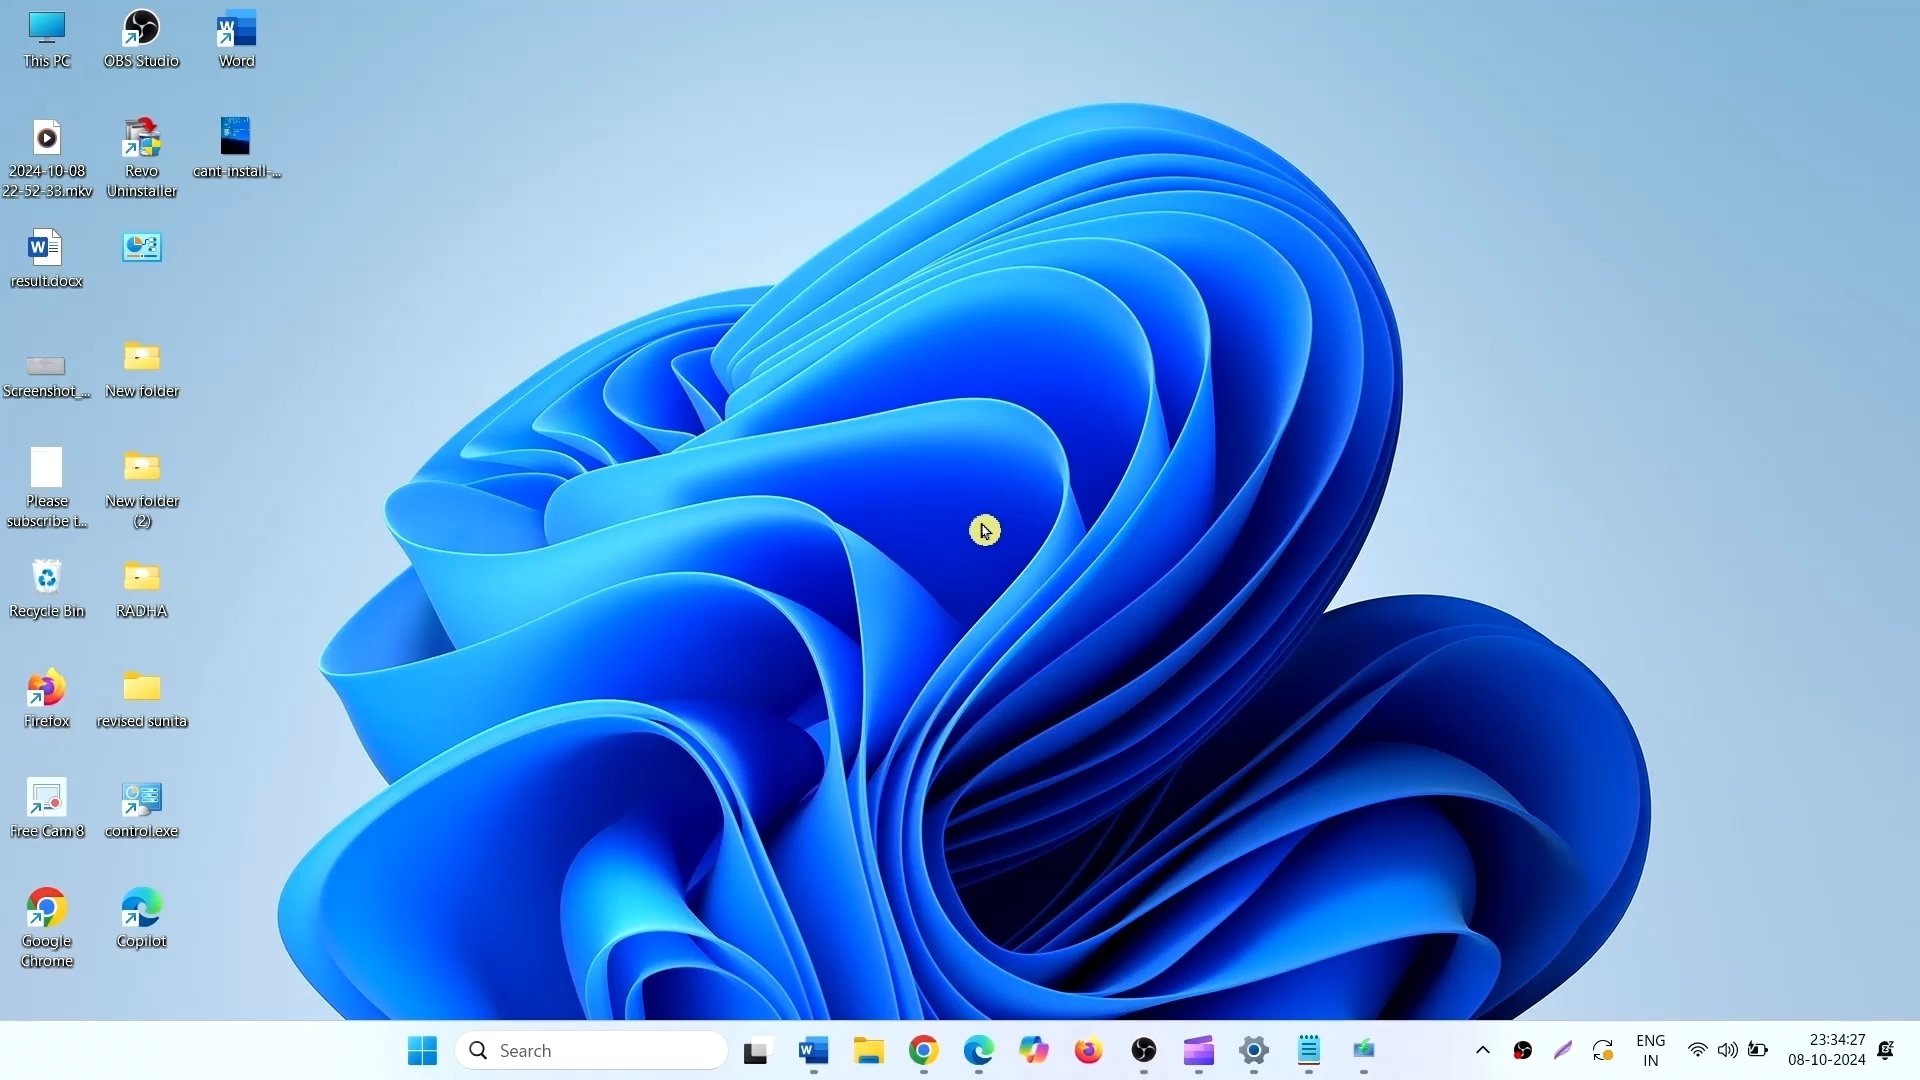 This PC
OBS Studio
Word
2024-10-08
22-52-33.mkv
Revo
Uninstaller
cant-install-...
result.docx
Screenshot_...
New folder
Please
subscribe t...
New folder
(2)
Recycle Bin
RADHA
Firefox
revised sunita
Free Cam 8
control.exe
Google
Chrome
Copilot
Search
ENG
IN
23:34:27
08-10-2024